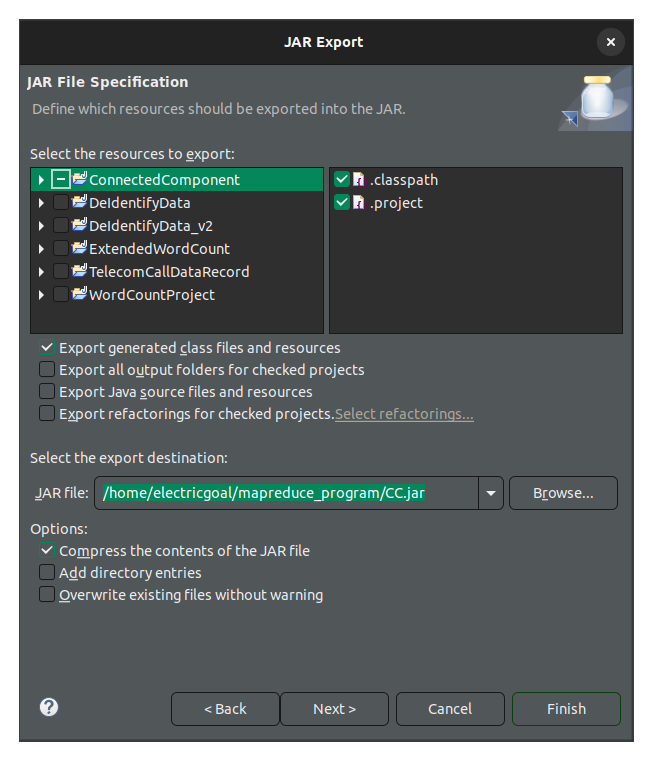 JAR Export
JAR File Specification
Define which resources should be exported into the JAR.
Select the resources to export:
ConnectedComponent
DeIdentifyData
DeIdentifyData_v2
ExtendedWordCount
TelecomCallDataRecord
WordCountProject
.classpath
.project
Export generated class files and resources
Export all output folders for checked projects
Export Java source files and resources
Export refactorings for checked projects. Select refactorings...
Select the export destination:
JAR file: /home/electricgoal/mapreduce_program/CC.jar Browse...
Options:
Compress the contents of the JAR file
Add directory entries
Overwrite existing files without warning
? < Back Next > Cancel Finish